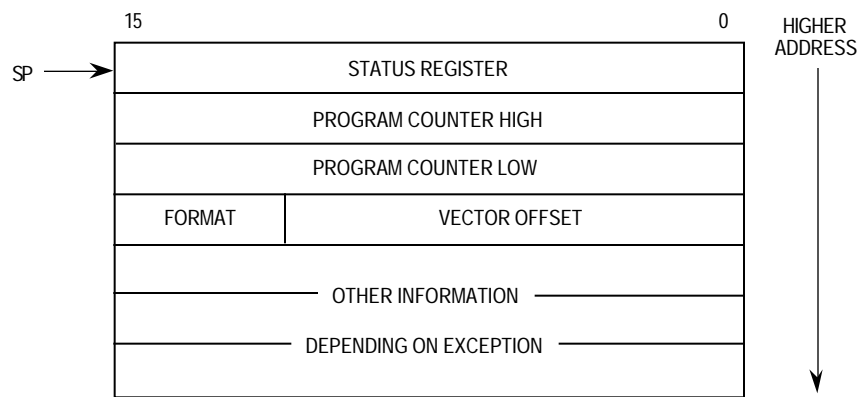 15 0 HIGHER
ADDRESS
SP STATUS REGISTER
PROGRAM COUNTER HIGH
PROGRAM COUNTER LOW
FORMAT VECTOR OFFSET
OTHER INFORMATION
DEPENDING ON EXCEPTION